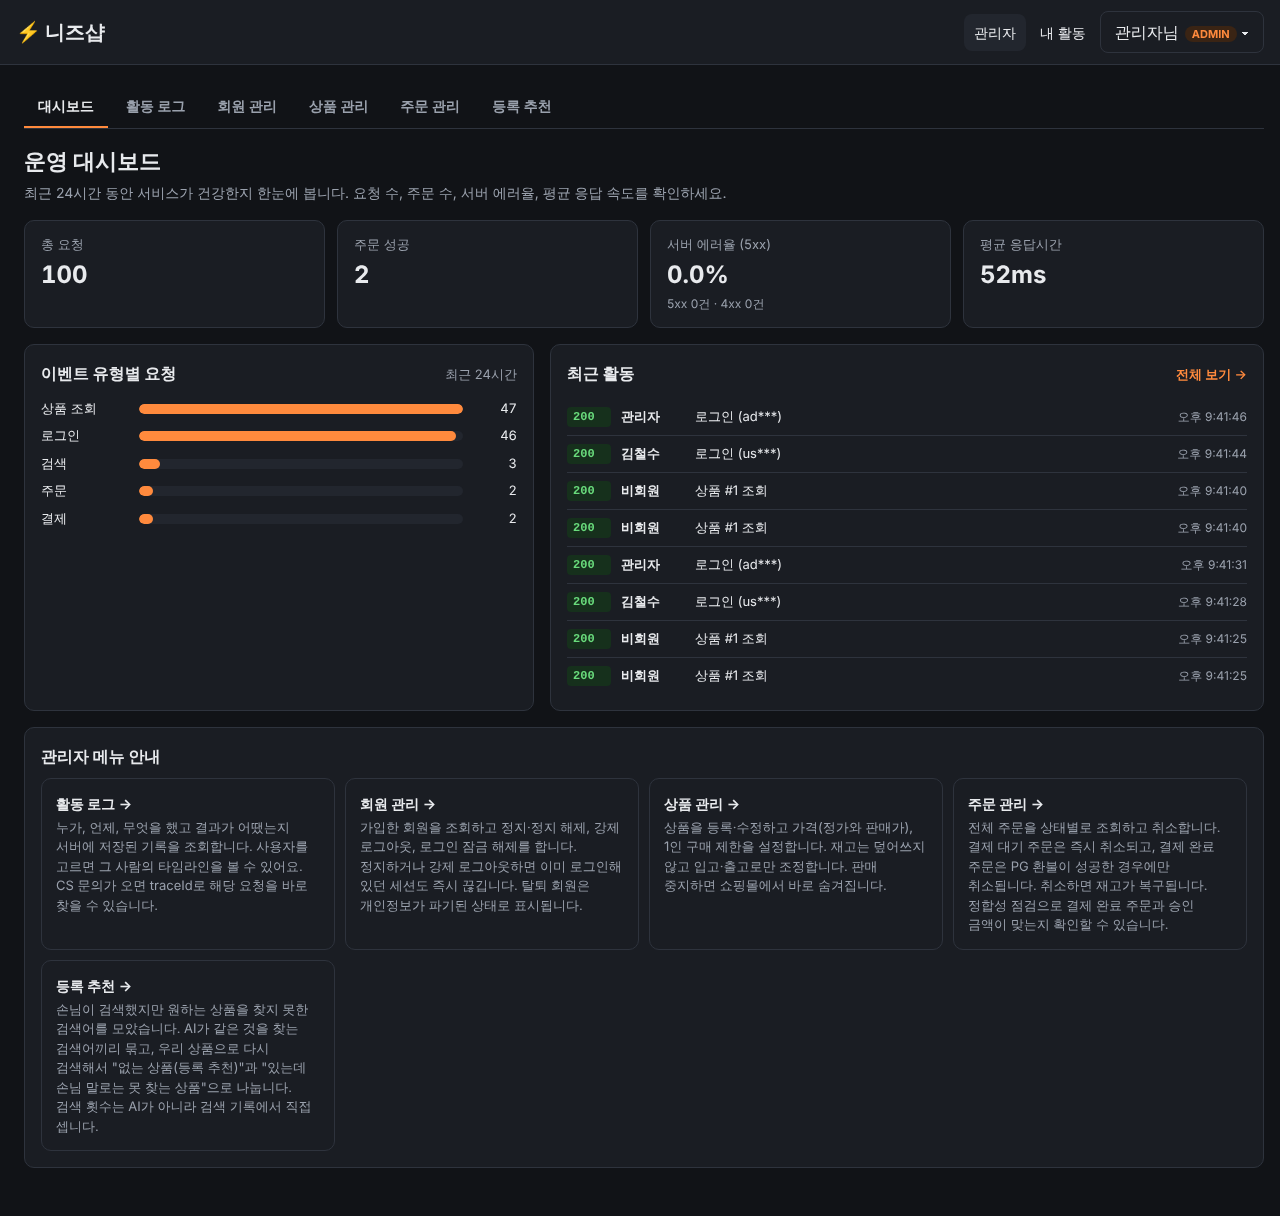 ⚡ 니즈샵
관리자
내 활동
관리자님 ADMIN
대시보드
활동 로그
회원 관리
상품 관리
주문 관리
등록 추천
운영 대시보드
최근 24시간 동안 서비스가 건강한지 한눈에 봅니다. 요청 수, 주문 수, 서버 에러율, 평균 응답 속도를 확인하세요.
총 요청
100
주문 성공
2
서버 에러율 (5xx)
0.0%
5xx 0건 · 4xx 0건
평균 응답시간
52ms
이벤트 유형별 요청
최근 24시간
상품 조회 47
로그인 46
검색 3
주문 2
결제 2
최근 활동
전체 보기 →
200 관리자 로그인 (ad***) 오후 9:41:46
200 김철수 로그인 (us***) 오후 9:41:44
200 비회원 상품 #1 조회 오후 9:41:40
200 비회원 상품 #1 조회 오후 9:41:40
200 관리자 로그인 (ad***) 오후 9:41:31
200 김철수 로그인 (us***) 오후 9:41:28
200 비회원 상품 #1 조회 오후 9:41:25
200 비회원 상품 #1 조회 오후 9:41:25
관리자 메뉴 안내
활동 로그 →
누가, 언제, 무엇을 했고 결과가 어땠는지
서버에 저장된 기록을 조회합니다. 사용자를
고르면 그 사람의 타임라인을 볼 수 있어요.
CS 문의가 오면 traceId로 해당 요청을 바로
찾을 수 있습니다.
회원 관리 →
가입한 회원을 조회하고 정지·정지 해제, 강제
로그아웃, 로그인 잠금 해제를 합니다.
정지하거나 강제 로그아웃하면 이미 로그인해
있던 세션도 즉시 끊깁니다. 탈퇴 회원은
개인정보가 파기된 상태로 표시됩니다.
상품 관리 →
상품을 등록·수정하고 가격(정가와 판매가),
1인 구매 제한을 설정합니다. 재고는 덮어쓰지
않고 입고·출고로만 조정합니다. 판매
중지하면 쇼핑몰에서 바로 숨겨집니다.
주문 관리 →
전체 주문을 상태별로 조회하고 취소합니다.
결제 대기 주문은 즉시 취소되고, 결제 완료
주문은 PG 환불이 성공한 경우에만
취소됩니다. 취소하면 재고가 복구됩니다.
정합성 점검으로 결제 완료 주문과 승인
금액이 맞는지 확인할 수 있습니다.
등록 추천 →
손님이 검색했지만 원하는 상품을 찾지 못한
검색어를 모았습니다. AI가 같은 것을 찾는
검색어끼리 묶고, 우리 상품으로 다시
검색해서 "없는 상품(등록 추천)"과 "있는데
손님 말로는 못 찾는 상품"으로 나눕니다.
검색 횟수는 AI가 아니라 검색 기록에서 직접
셉니다.